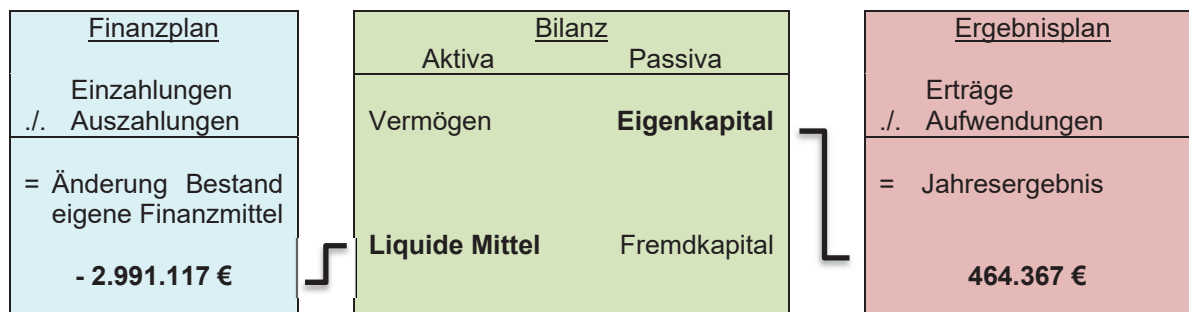 Finanzplan
Einzahlungen
./. Auszahlungen
= Änderung Bestand
eigene Finanzmittel
- 2.991.117 €
Bilanz
Aktiva Passiva
Vermögen Eigenkapital
Liquide Mittel Fremdkapital
Ergebnisplan
Erträge
./. Aufwendungen
= Jahresergebnis
464.367 €